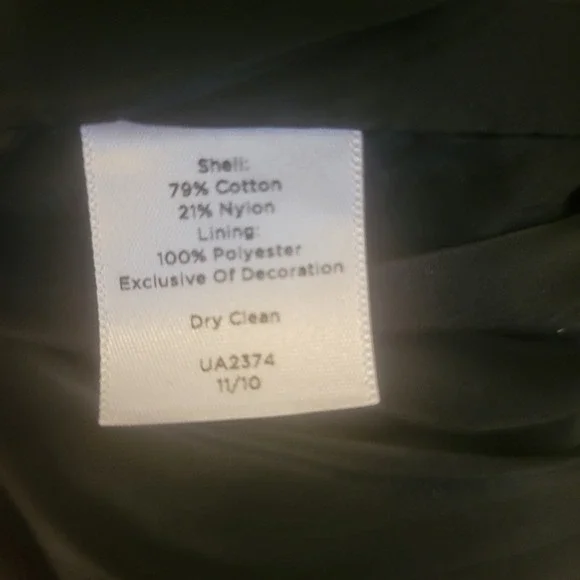 Shell:
79% Cotton
21% Nylon
Lining:
100% Polyester
Exclusive Of Decoration
Dry Clean
UA2374
11/10